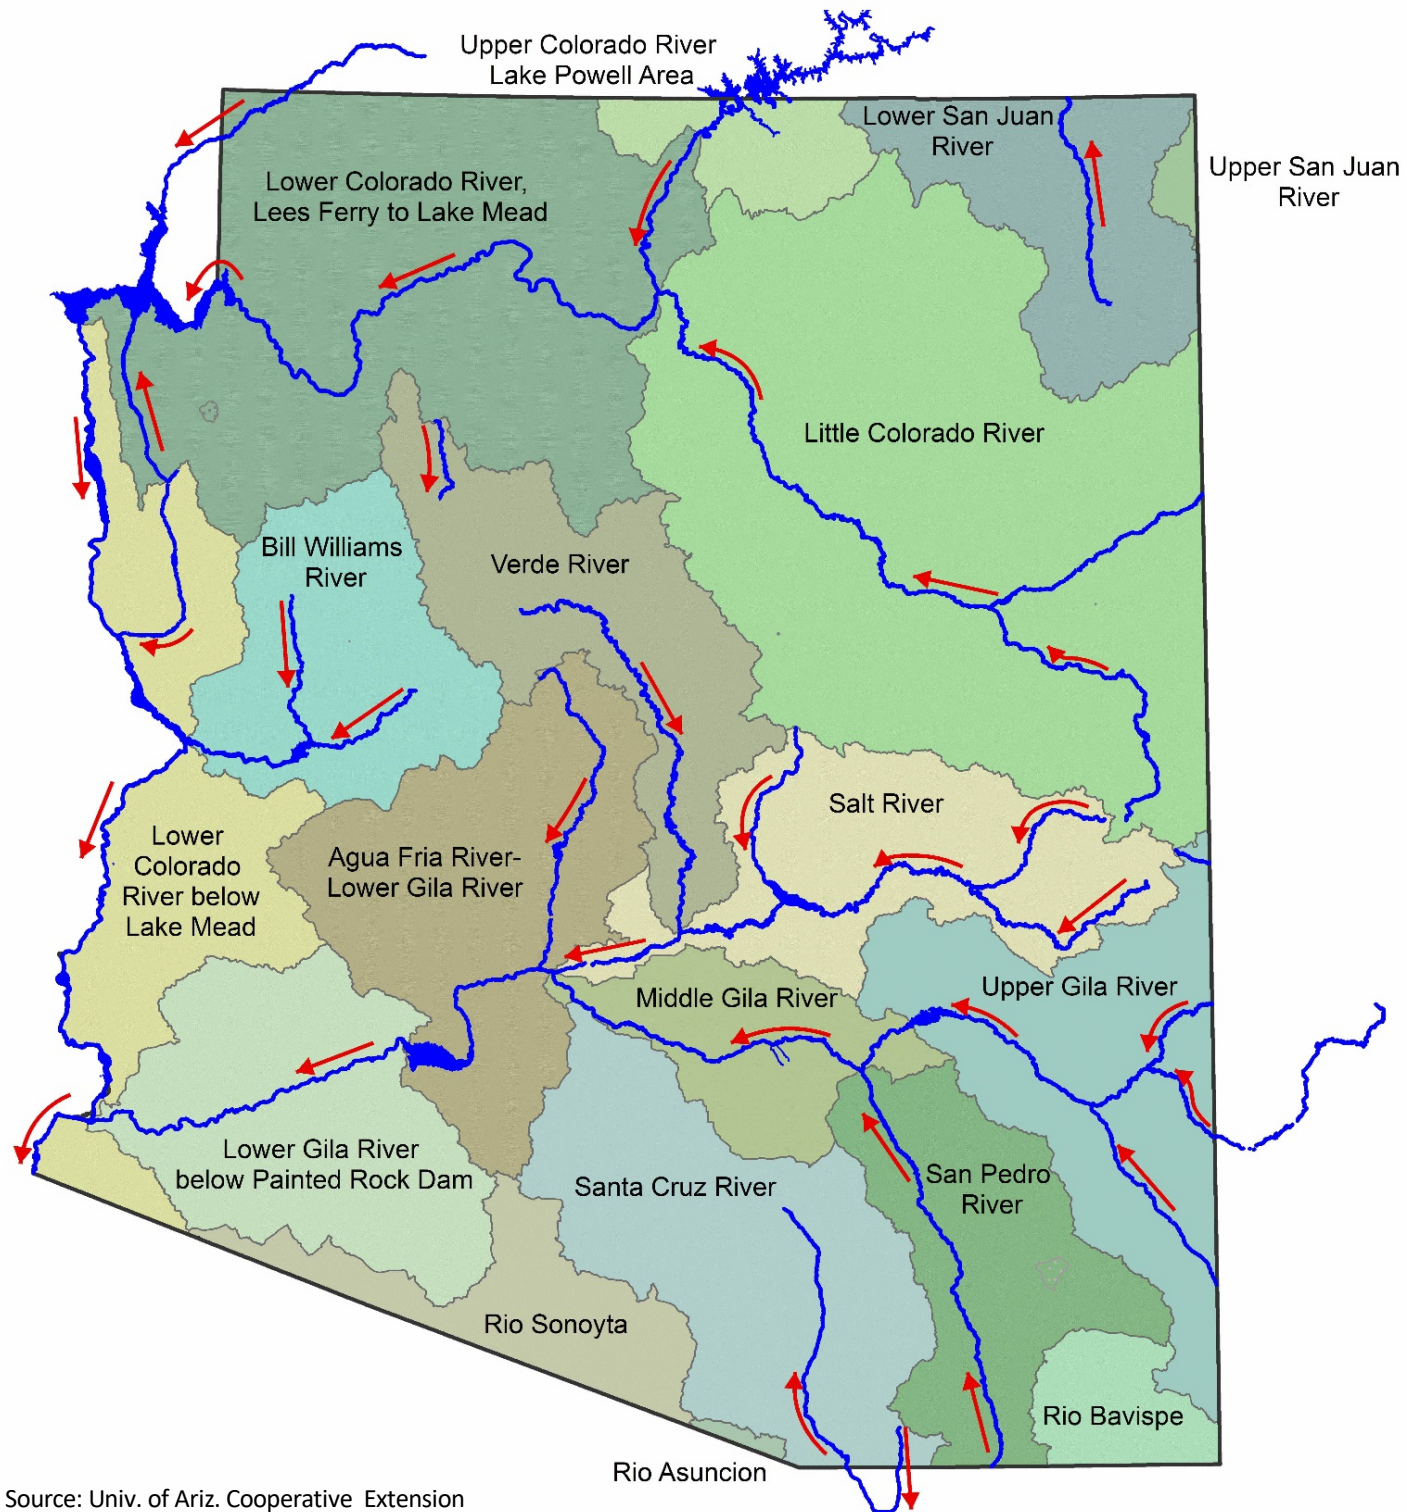 Upper Colorado River
Lake Powell Area
Lower San Juan
River
Upper San Juan
River
Lower Colorado River,
Lees Ferry to Lake Mead
Little Colorado River
Bill Williams
River
Verde River
Salt River
Lower
Colorado
River below
Lake Mead
Agua Fria River-
Lower Gila River
Middle Gila River
Upper Gila River
Lower Gila River
below Painted Rock Dam
Santa Cruz River
San Pedro
River
Rio Sonoyta
Rio Bavispe
Rio Asuncion
Source: Univ. of Ariz. Cooperative Extension